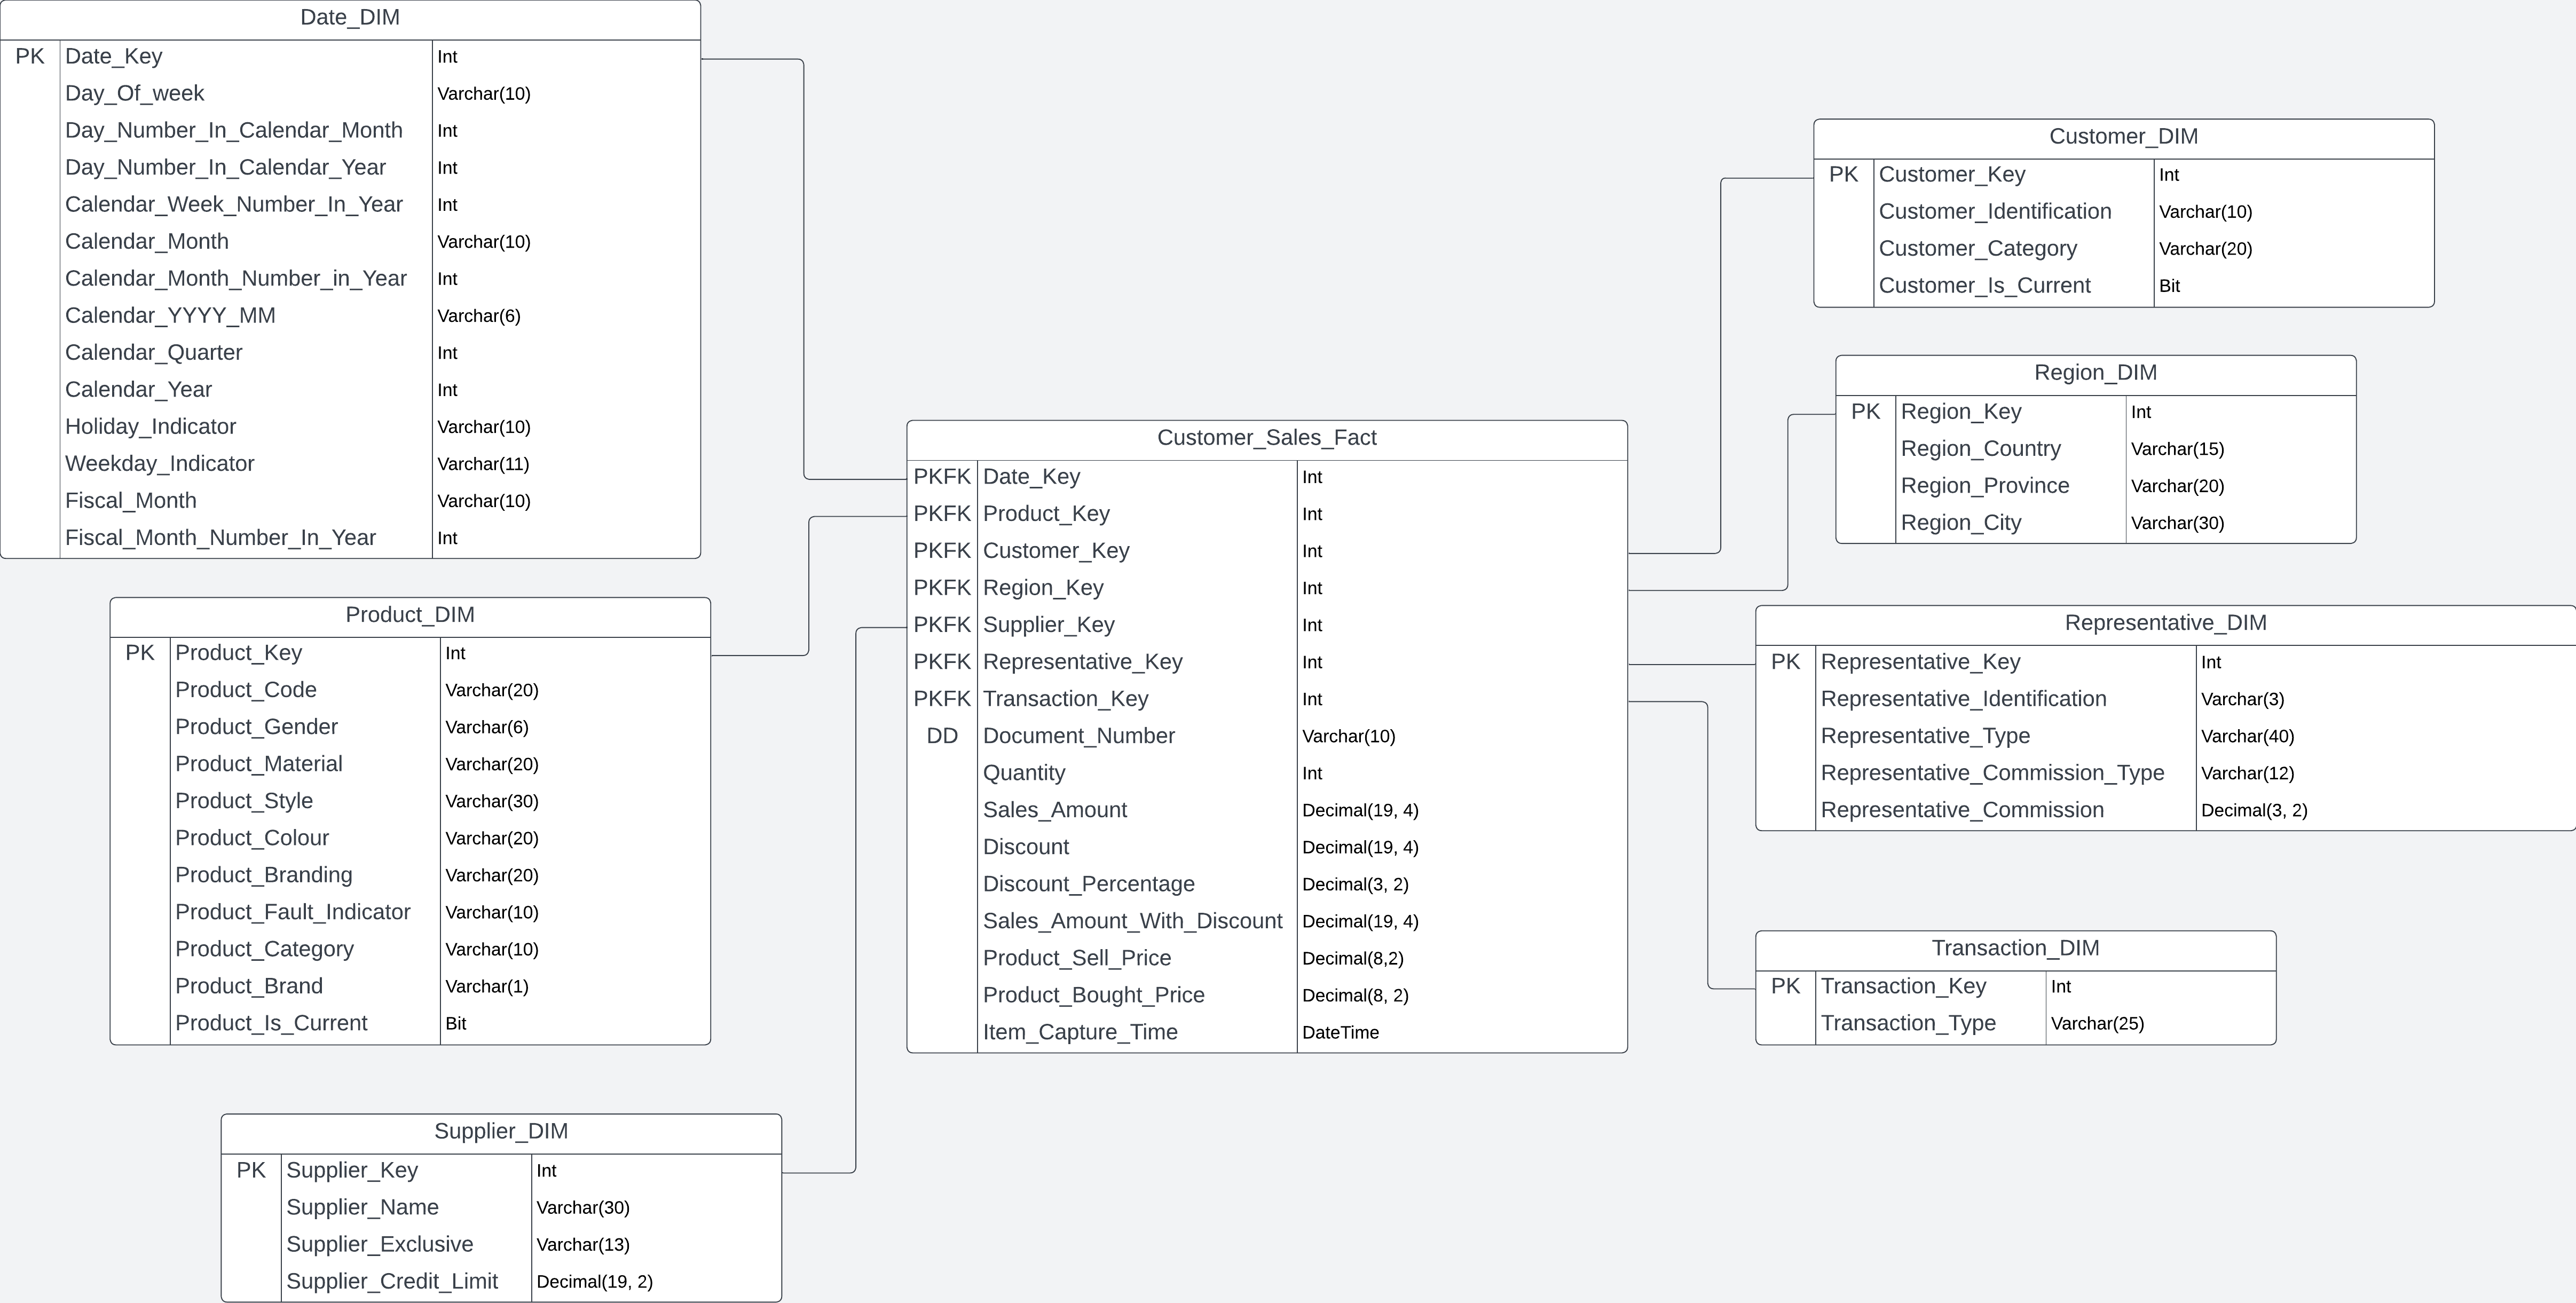 Date_DIM
PK Date_Key Int
Day_Of_week Varchar(10)
Day_Number_In_Calendar_Month Int
Day_Number_In_Calendar_Year Int
Calendar_Week_Number_In_Year Int
Calendar_Month Varchar(10)
Calendar_Month_Number_in_Year Int
Calendar_YYYY_MM Varchar(6)
Calendar_Quarter Int
Calendar_Year Int
Holiday_Indicator Varchar(10)
Weekday_Indicator Varchar(11)
Fiscal_Month Varchar(10)
Fiscal_Month_Number_In_Year Int
Product_DIM
PK Product_Key Int
Product_Code Varchar(20)
Product_Gender Varchar(6)
Product_Material Varchar(20)
Product_Style Varchar(30)
Product_Colour Varchar(20)
Product_Branding Varchar(20)
Product_Fault_Indicator Varchar(10)
Product_Category Varchar(10)
Product_Brand Varchar(1)
Product_Is_Current Bit
Supplier_DIM
PK Supplier_Key Int
Supplier_Name Varchar(30)
Supplier_Exclusive Varchar(13)
Supplier_Credit_Limit Decimal(19, 2)
Customer_Sales_Fact
PKFK Date_Key Int
PKFK Product_Key Int
PKFK Customer_Key Int
PKFK Region_Key Int
PKFK Supplier_Key Int
PKFK Representative_Key Int
PKFK Transaction_Key Int
DD Document_Number Varchar(10)
Quantity Int
Sales_Amount Decimal(19, 4)
Discount Decimal(19, 4)
Discount_Percentage Decimal(3, 2)
Sales_Amount_With_Discount Decimal(19, 4)
Product_Sell_Price Decimal(8,2)
Product_Bought_Price Decimal(8, 2)
Item_Capture_Time DateTime
Customer_DIM
PK Customer_Key Int
Customer_Identification Varchar(10)
Customer_Category Varchar(20)
Customer_Is_Current Bit
Region_DIM
PK Region_Key Int
Region_Country Varchar(15)
Region_Province Varchar(20)
Region_City Varchar(30)
Representative_DIM
PK Representative_Key Int
Representative_Identification Varchar(3)
Representative_Type Varchar(40)
Representative_Commission_Type Varchar(12)
Representative_Commission Decimal(3, 2)
Transaction_DIM
PK Transaction_Key Int
Transaction_Type Varchar(25)